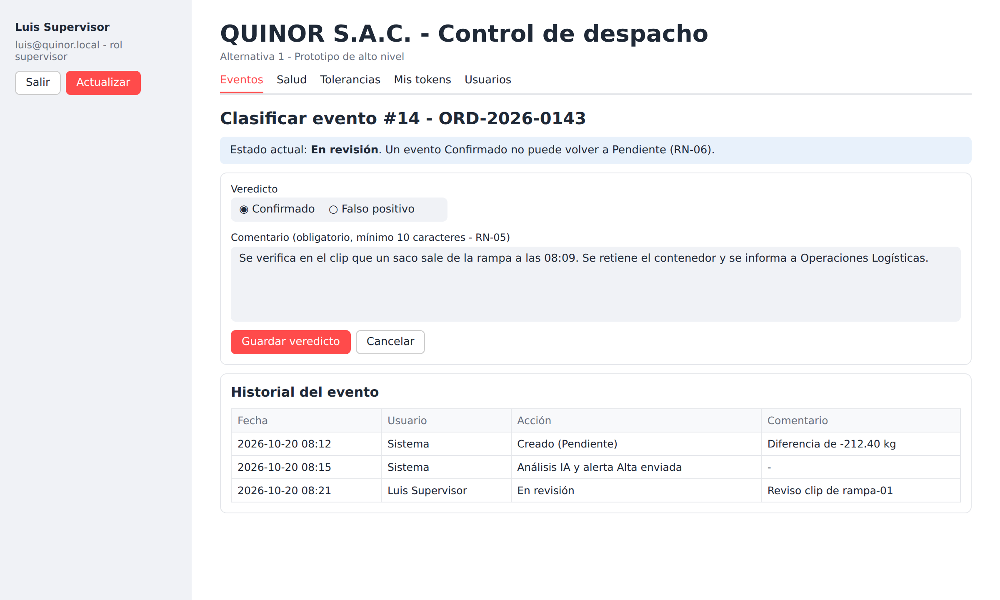 Luis Supervisor
luis@quinor.local - rol
supervisor
Salir
Actualizar
QUINOR S.A.C. - Control de despacho
Alternativa 1 - Prototipo de alto nivel
Eventos
Salud
Tolerancias
Mis tokens
Usuarios
Clasificar evento #14 - ORD-2026-0143
Estado actual: En revisión. Un evento Confirmado no puede volver a Pendiente (RN-06).
Veredicto
◉ Confirmado ○ Falso positivo
Comentario (obligatorio, mínimo 10 caracteres - RN-05)
Se verifica en el clip que un saco sale de la rampa a las 08:09. Se retiene el contenedor y se informa a Operaciones Logísticas.
Guardar veredicto
Cancelar
Historial del evento
Fecha Usuario Acción Comentario
2026-10-20 08:12 Sistema Creado (Pendiente) Diferencia de -212.40 kg
2026-10-20 08:15 Sistema Análisis IA y alerta Alta enviada -
2026-10-20 08:21 Luis Supervisor En revisión Reviso clip de rampa-01